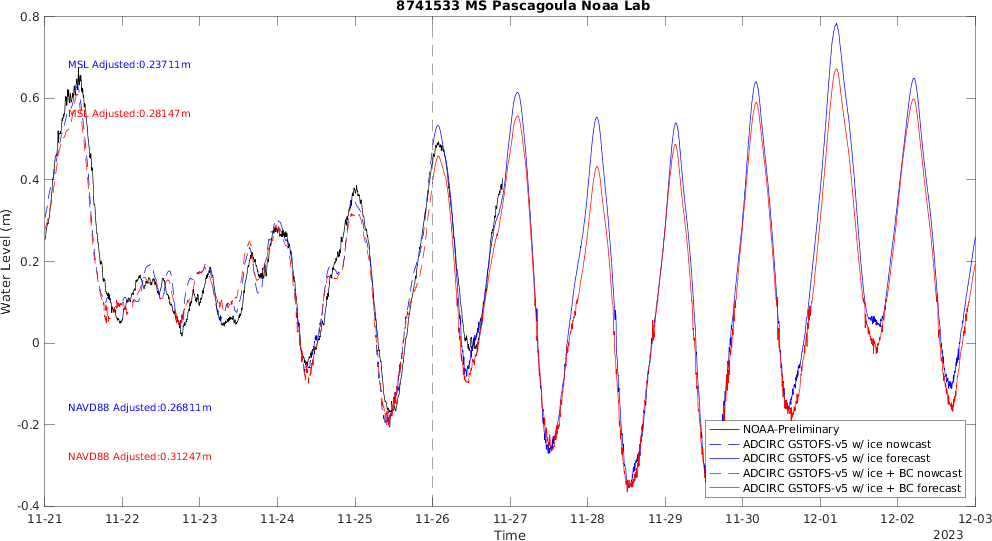 8741533 MS Pascagoula Noaa Lab
0.8
0.6
0.4
0.2
0
-0.2
-0.4
Water Level (m)
MSL Adjusted:0.23711m
MSL Adjusted:0.28147m
NAVD88 Adjusted:0.26811m
NAVD88 Adjusted:0.31247m
NOAA-Preliminary
ADCIRC GSTOFS-v5 w/ ice nowcast
ADCIRC GSTOFS-v5 w/ ice forecast
ADCIRC GSTOFS-v5 w/ ice + BC nowcast
ADCIRC GSTOFS-v5 w/ ice + BC forecast
11-21 11-22 11-23 11-24 11-25 11-26 11-27 11-28 11-29 11-30 12-01 12-02 12-03
Time
2023